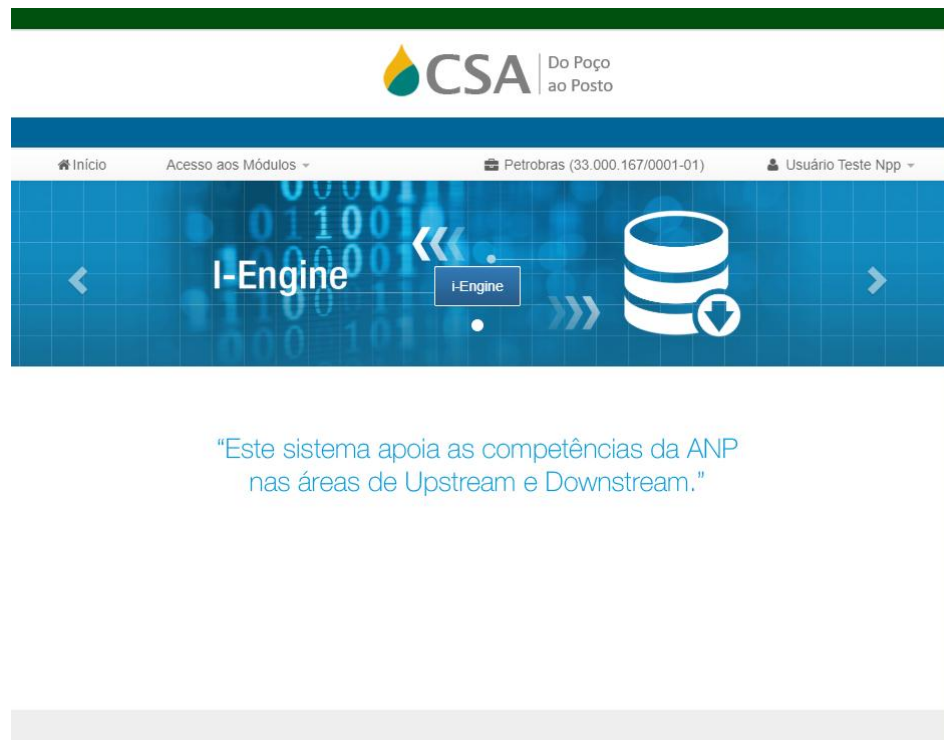 CSA
Do Poço
ao Posto
Início
Acesso aos Módulos
Petrobras (33.000.167/0001-01)
Usuário Teste Npp
I-Engine
i-Engine
“Este sistema apoia as competências da ANP
nas áreas de Upstream e Downstream.”